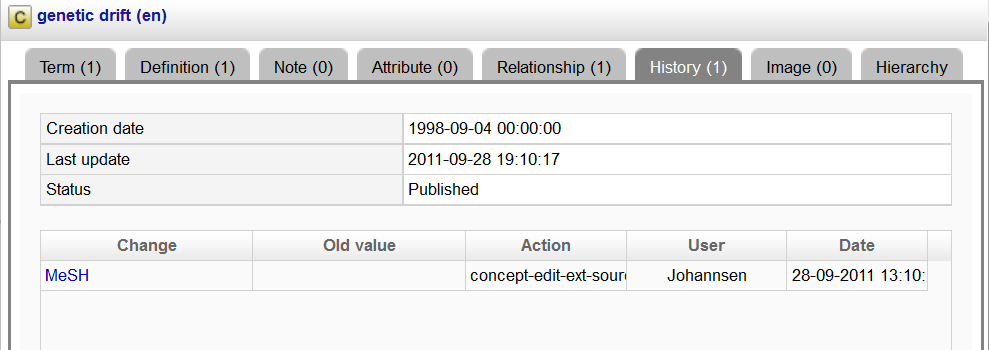 C genetic drift (en)
Term (1) Definition (1) Note (0) Attribute (0) Relationship (1) History (1) Image (0) Hierarchy
Creation date 1998-09-04 00:00:00
Last update 2011-09-28 19:10:17
Status Published
Change Old value Action User Date
MeSH concept-edit-ext-sour Johannsen 28-09-2011 13:10: